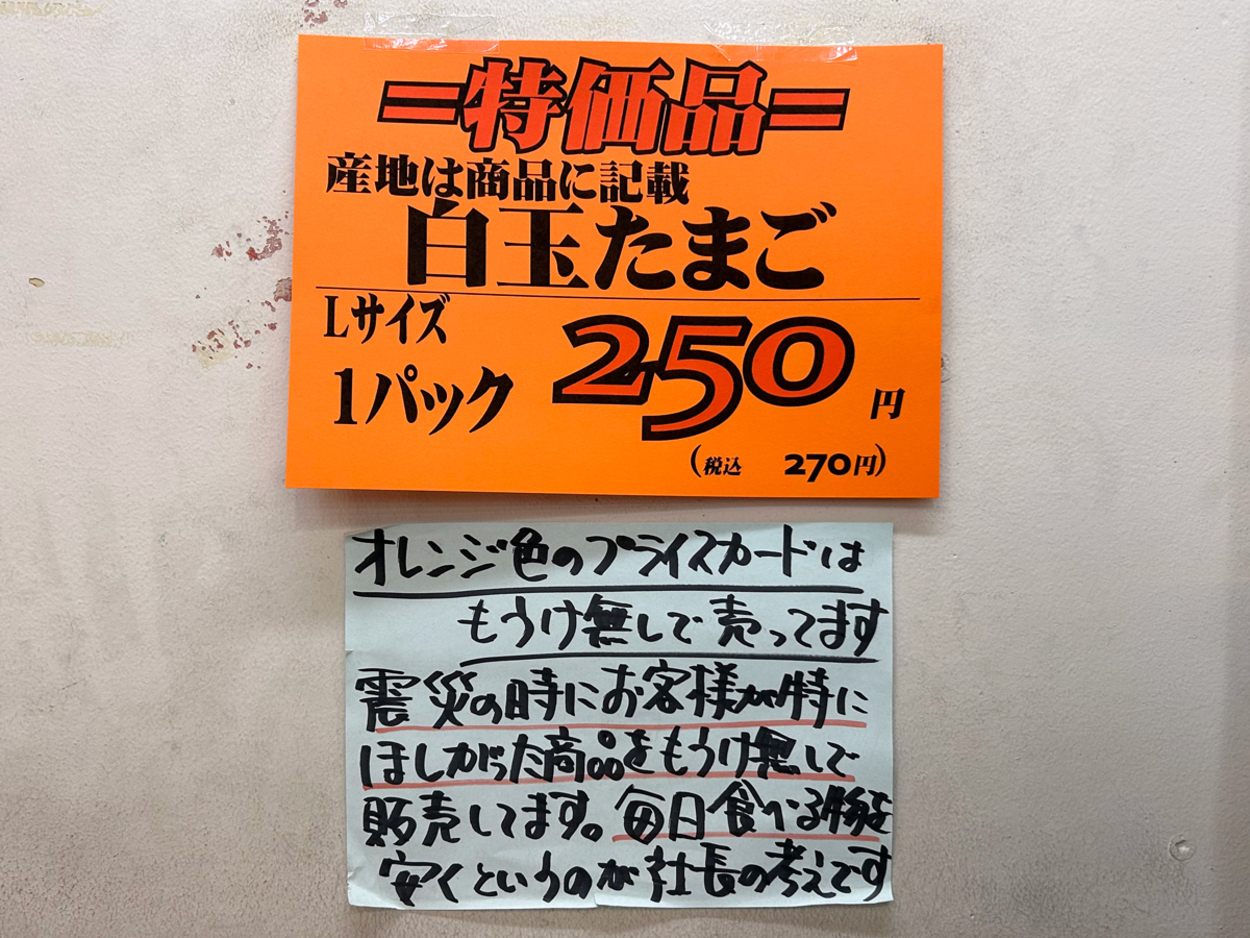 =特価品=
産地は商品に記載
白玉たまご
Lサイズ
1パック 250円
(税込 270円)
オレンジ色のプライスカードは
もうけ無しで売ってます
震災の時にお客様が特に
ほしがった商品をもうけ無しで
販売してます。毎日食べる物を
安くというのが社長の考えです